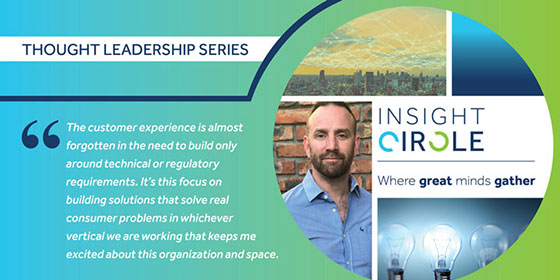 THOUGHT LEADERSHIP SERIES
“ The customer experience is almost
forgotten in the need to build only
around technical or regulatory
requirements. It’s this focus on
building solutions that solve real
consumer problems in whichever
vertical we are working that keeps me
excited about this organization and space.
INSIGHT
CIRCLE
Where great minds gather